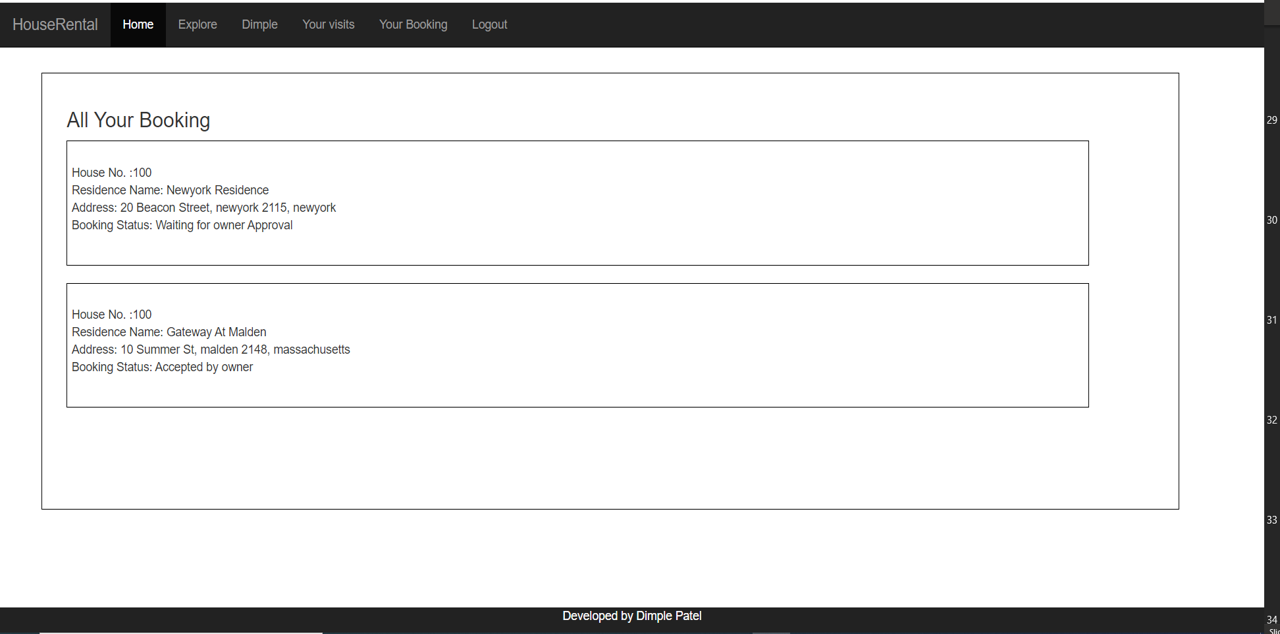 HouseRental Home Explore Dimple Your visits Your Booking Logout
All Your Booking
House No. :100
Residence Name: Newyork Residence
Address: 20 Beacon Street, newyork 2115, newyork
Booking Status: Waiting for owner Approval
House No. :100
Residence Name: Gateway At Malden
Address: 10 Summer St, malden 2148, massachusetts
Booking Status: Accepted by owner
Developed by Dimple Patel
29
30
31
32
33
34